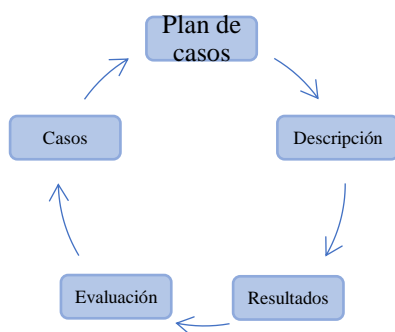 Plan de
casos
Descripción
Resultados
Evaluación
Casos